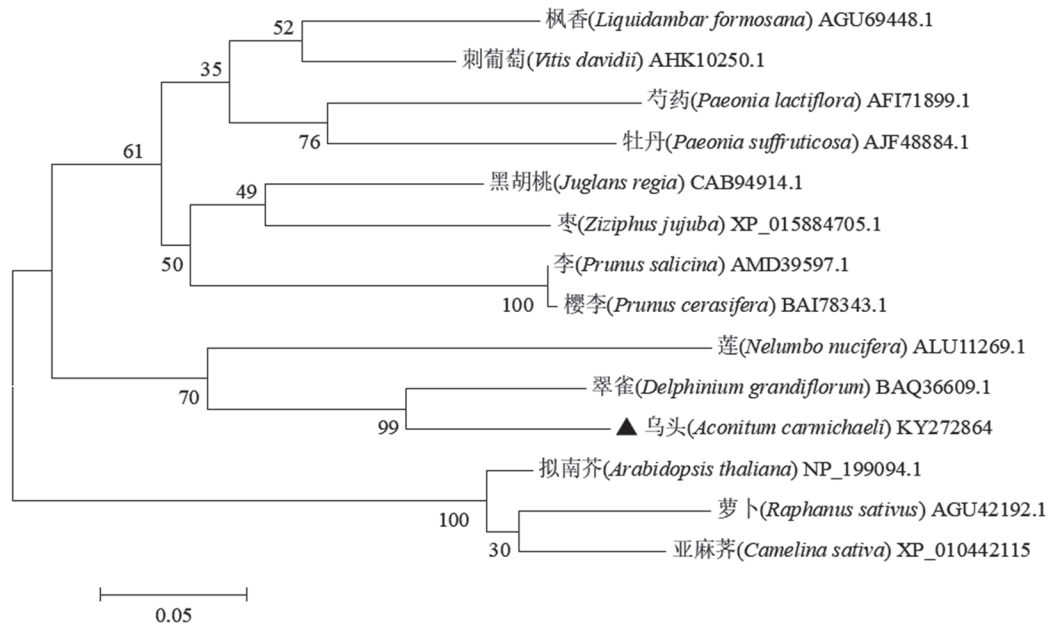 52
枫香(Liquidambar formosana) AGU69448.1
刺葡萄(Vitis davidii) AHK10250.1
35
芍药(Paeonia lactiflora) AFI71899.1
76
牡丹(Paeonia suffruticosa) AJF48884.1
61
黑胡桃(Juglans regia) CAB94914.1
49
枣(Ziziphus jujuba) XP_015884705.1
50
李(Prunus salicina) AMD39597.1
100
樱李(Prunus cerasifera) BAI78343.1
莲(Nelumbo nucifera) ALU11269.1
70
翠雀(Delphinium grandiflorum) BAQ36609.1
99
▲ 乌头(Aconitum carmichaeli) KY272864
拟南芥(Arabidopsis thaliana) NP_199094.1
100
萝卜(Raphanus sativus) AGU42192.1
30
亚麻荠(Camelina sativa) XP_010442115
0.05